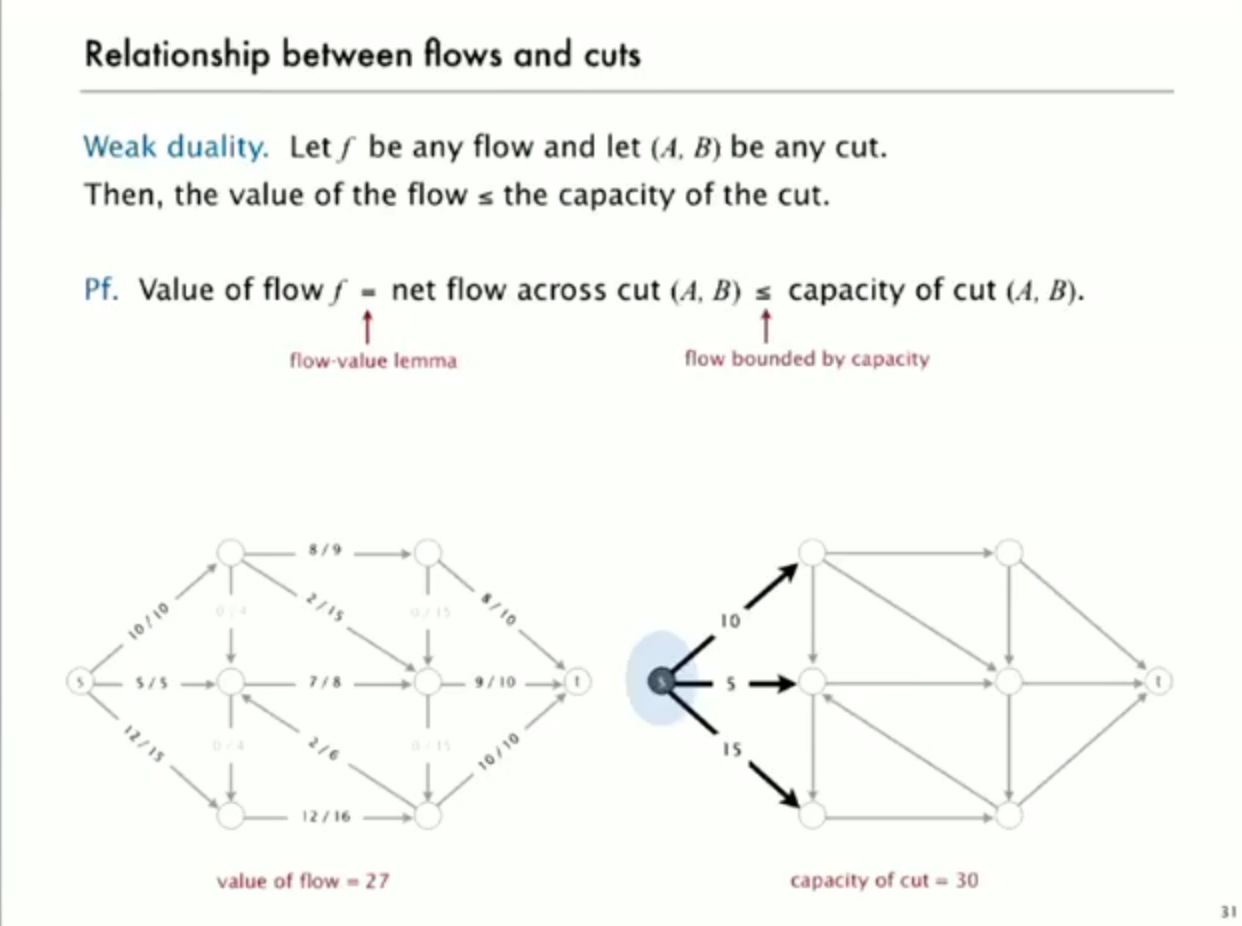 Relationship between flows and cuts
Weak duality. Let f be any flow and let (A, B) be any cut.
Then, the value of the flow ≤ the capacity of the cut.
Pf. Value of flow f = net flow across cut (A, B) ≤ capacity of cut (A, B).
flow-value lemma
flow bounded by capacity
8 / 9
10 / 10
0 / 4
2 / 15
0 / 15
8 / 10
s
5 / 5
7 / 8
9 / 10
t
12 / 15
0 / 4
2 / 6
0 / 15
10 / 10
12 / 16
value of flow = 27
10
s
5
t
15
capacity of cut = 30
31